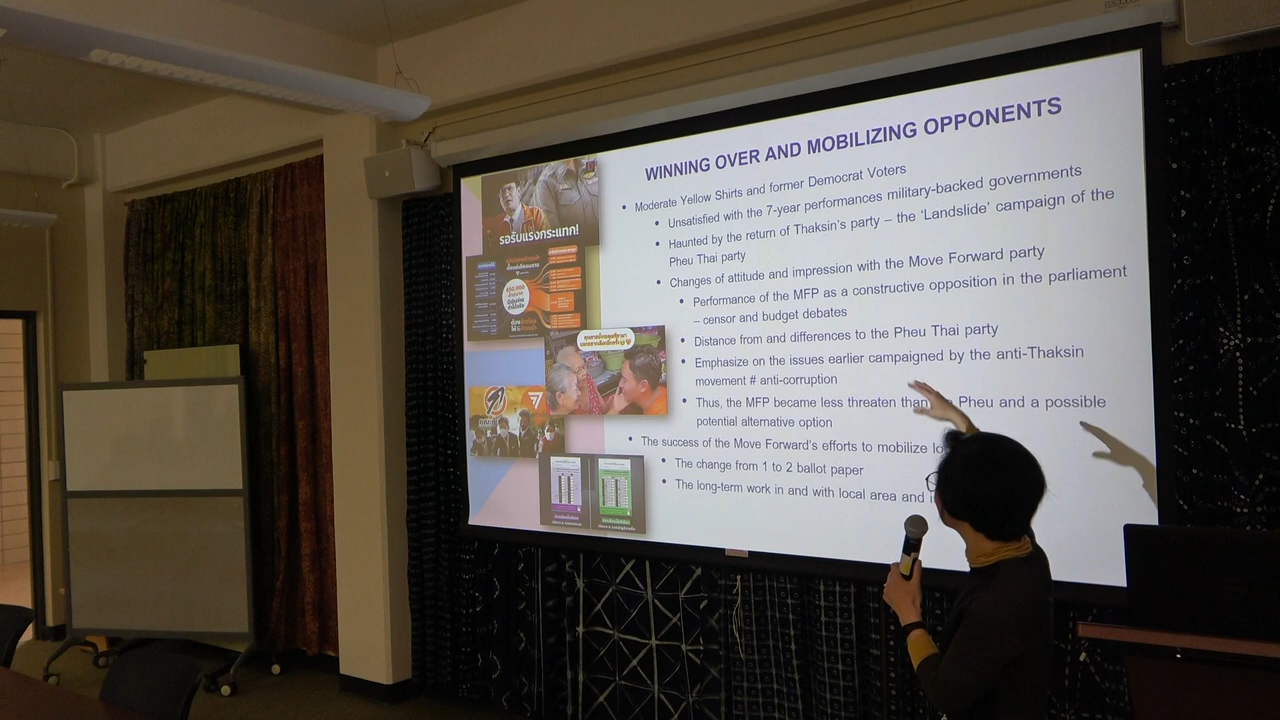 WINNING OVER AND MOBILIZING OPPONENTS
• Moderate Yellow Shirts and former Democrat Voters
• Unsatisfied with the 7-year performances military-backed governments
• Haunted by the return of Thaksin's party – the 'Landslide' campaign of the
Pheu Thai party
• Changes of attitude and impression with the Move Forward party
• Performance of the MFP as a constructive opposition in the parliament
– censor and budget debates
• Distance from and differences to the Pheu Thai party
• Emphasize on the issues earlier campaigned by the anti-Thaksin
movement # anti-corruption
• Thus, the MFP became less threaten than Pheu and a possible
potential alternative option
• The success of the Move Forward's efforts to mobilize
• The change from 1 to 2 ballot paper
• The long-term work in and with local area and
รอรับแรงกระแทก!
650,000